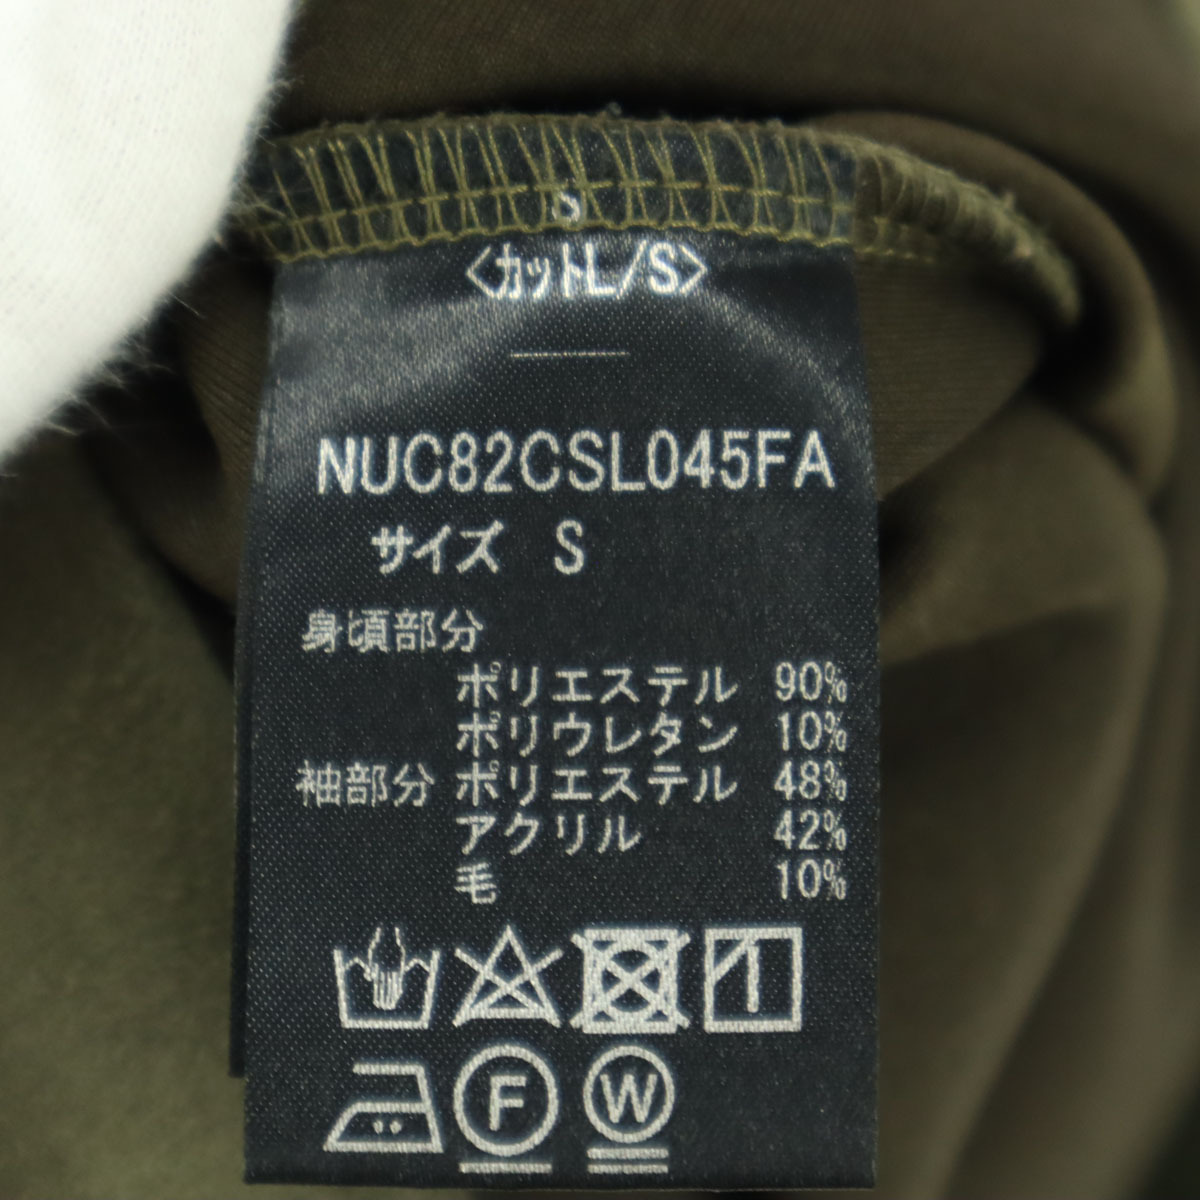 S
<カットL/S>
NUC82CSL045FA
サイズ S
身頃部分
ポリエステル 90%
ポリウレタン 10%
袖部分 ポリエステル 48%
アクリル 42%
毛 10%
F W